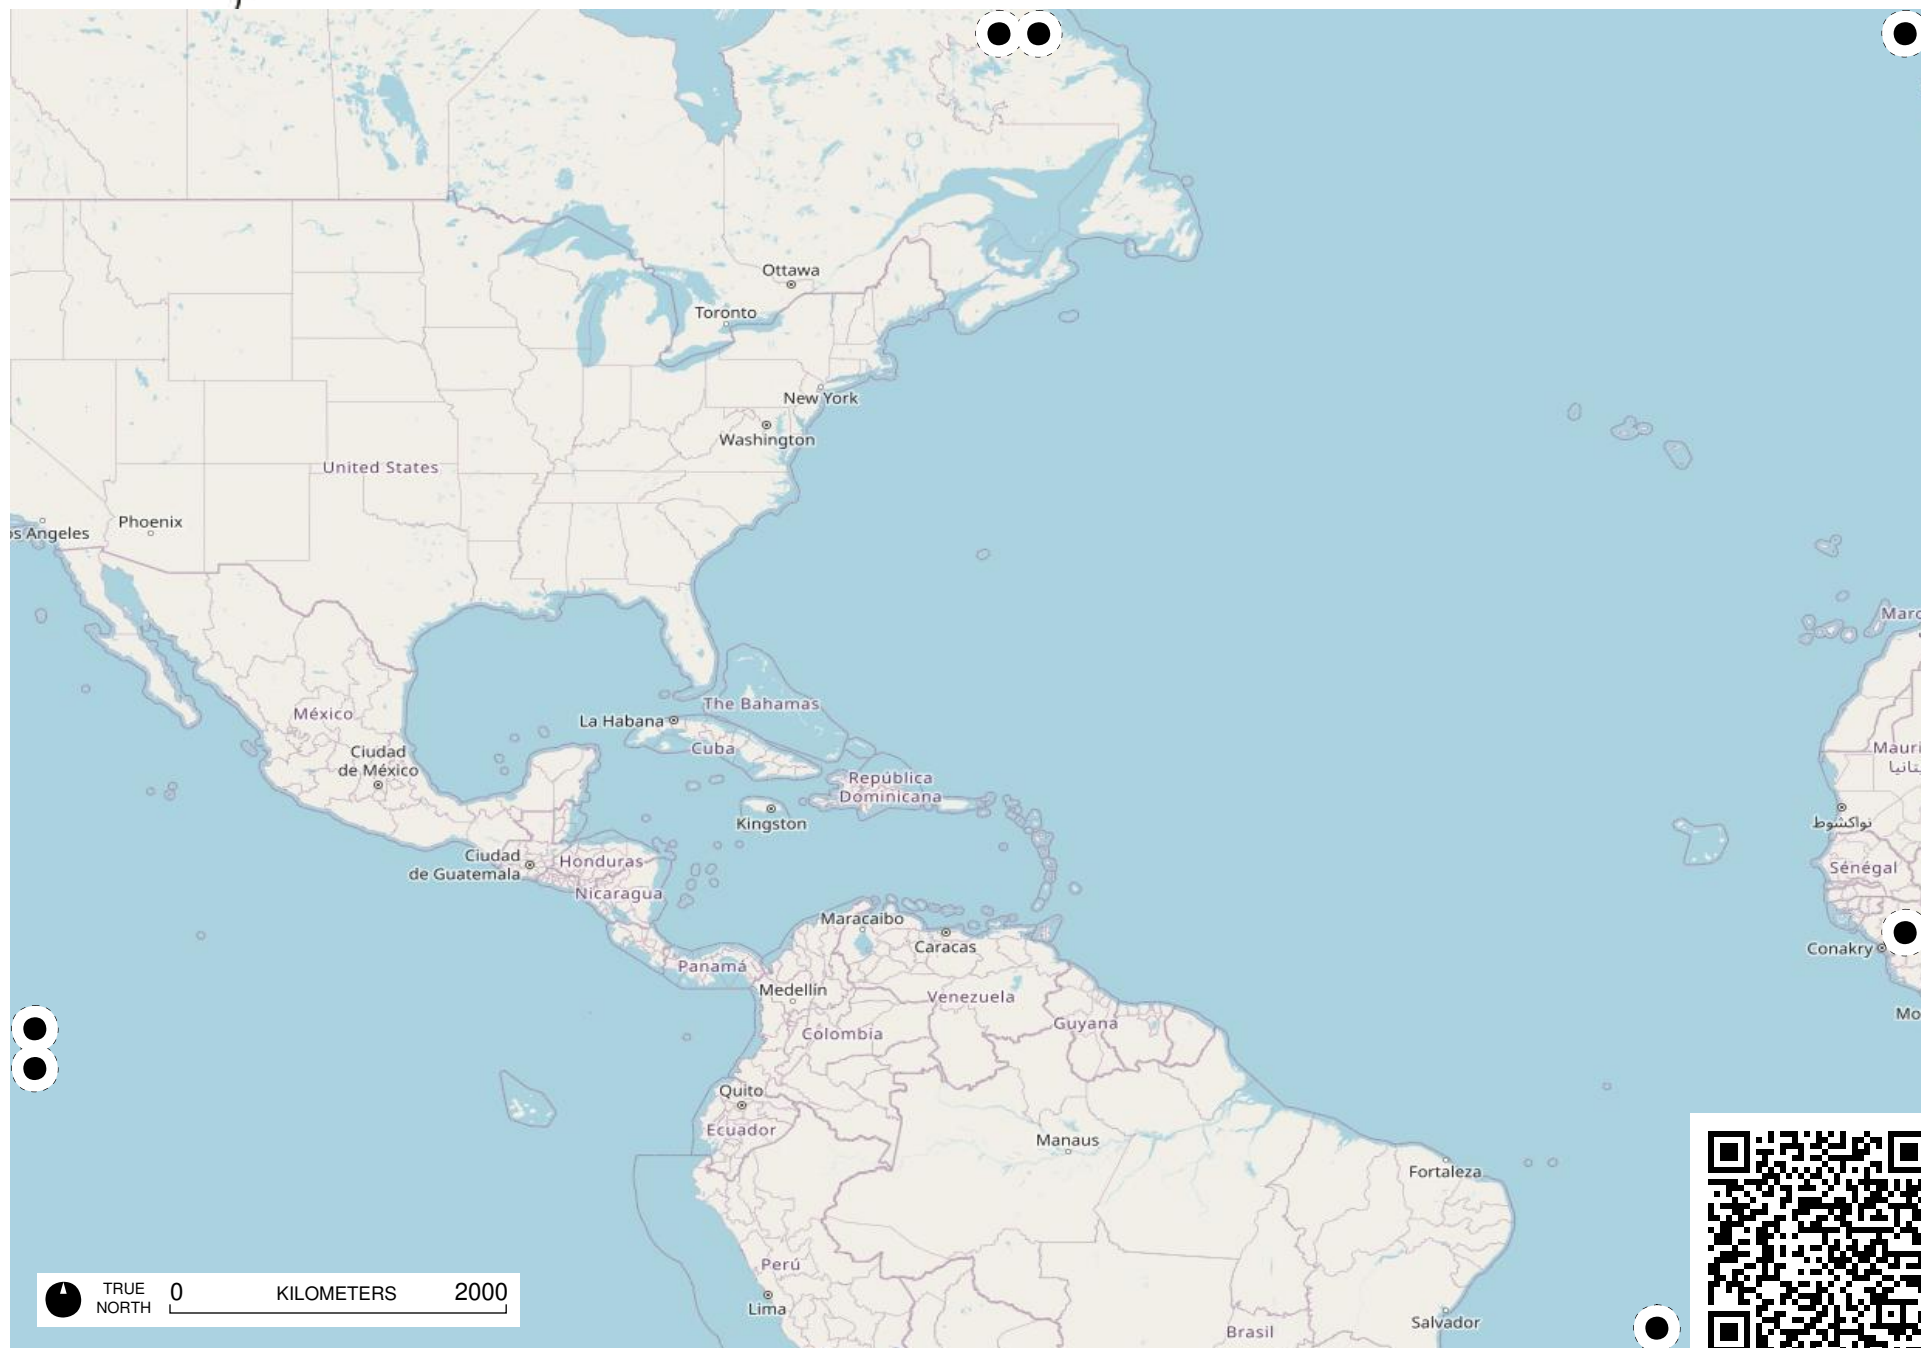 Ottawa
Toronto
New York
Washington
United States
Phoenix
os Angeles
Maro
The Bahamas
La Habana
México
Cuba
Ciudad
de México
Mauri
República
Dominicana
Kingston
نواكشوط
Ciudad
de Guatemala
Honduras
Sénégal
Nicaragua
Maracaibo
Caracas
Conakry
Panamá
Medellín
Venezuela
Mo
Guyana
Colombia
Quito
Ecuador
Manaus
Fortaleza
Perú
Lima
Salvador
Brasil
TRUE
NORTH
0 KILOMETERS 2000